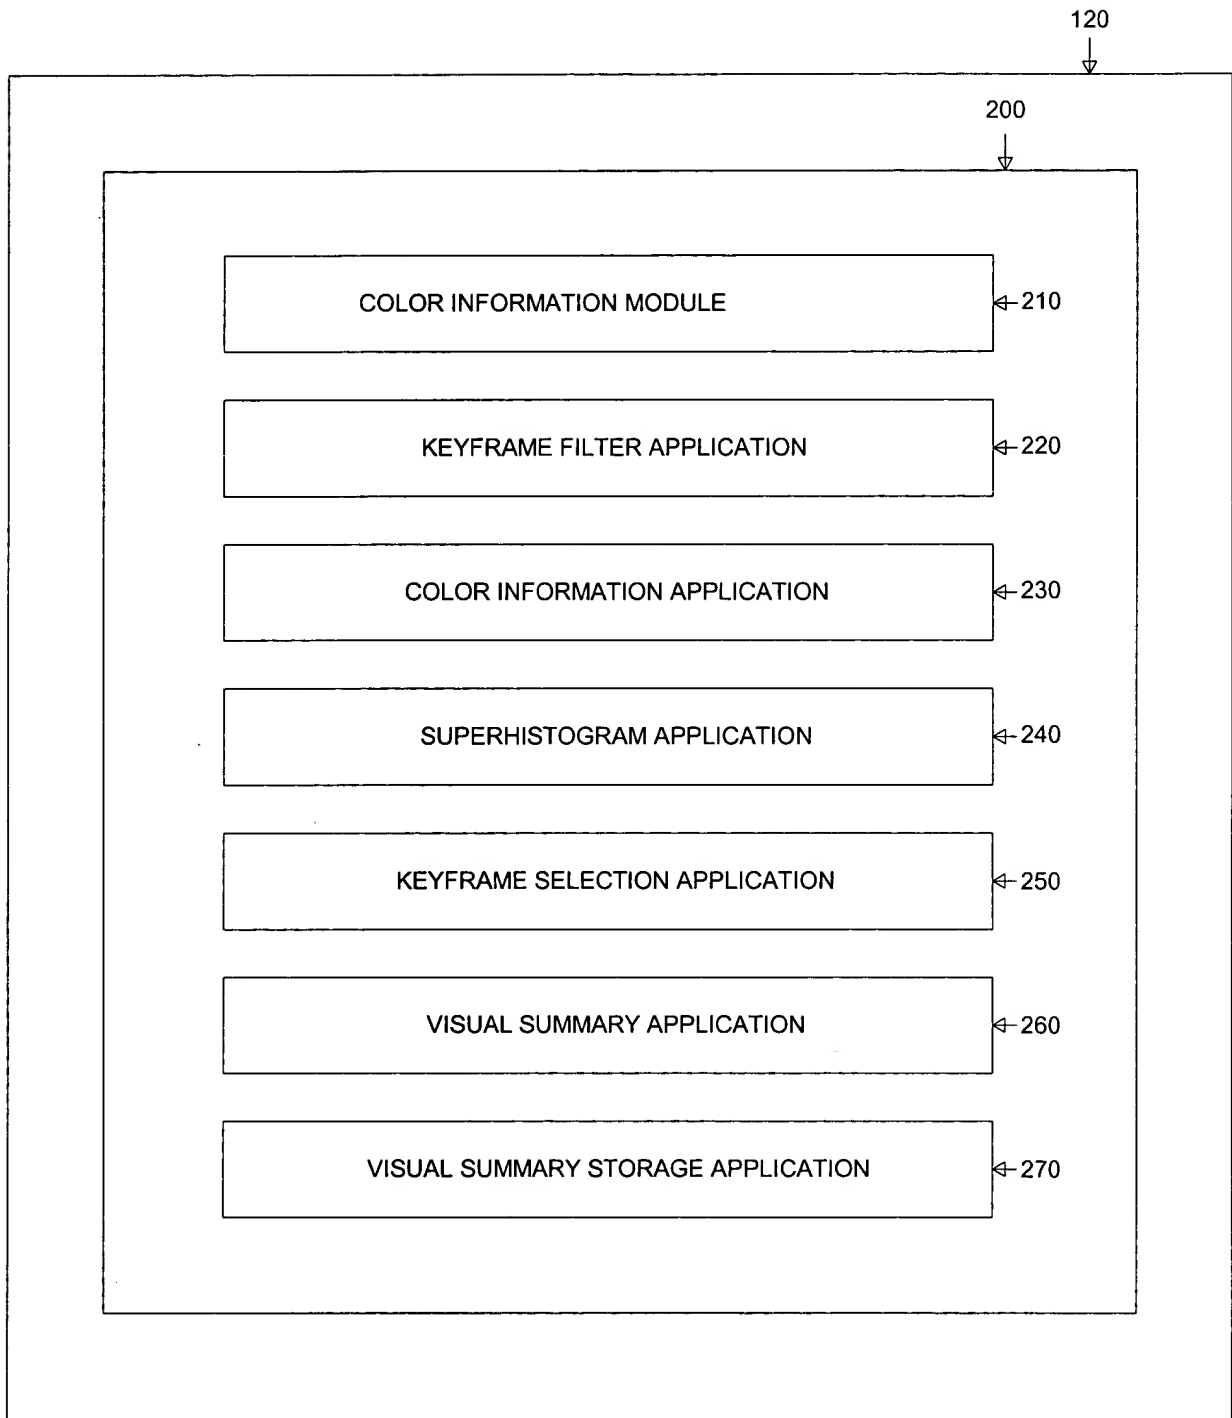 120
200
COLOR INFORMATION MODULE
210
KEYFRAME FILTER APPLICATION
220
COLOR INFORMATION APPLICATION
230
SUPERHISTOGRAM APPLICATION
240
KEYFRAME SELECTION APPLICATION
250
VISUAL SUMMARY APPLICATION
260
VISUAL SUMMARY STORAGE APPLICATION
270